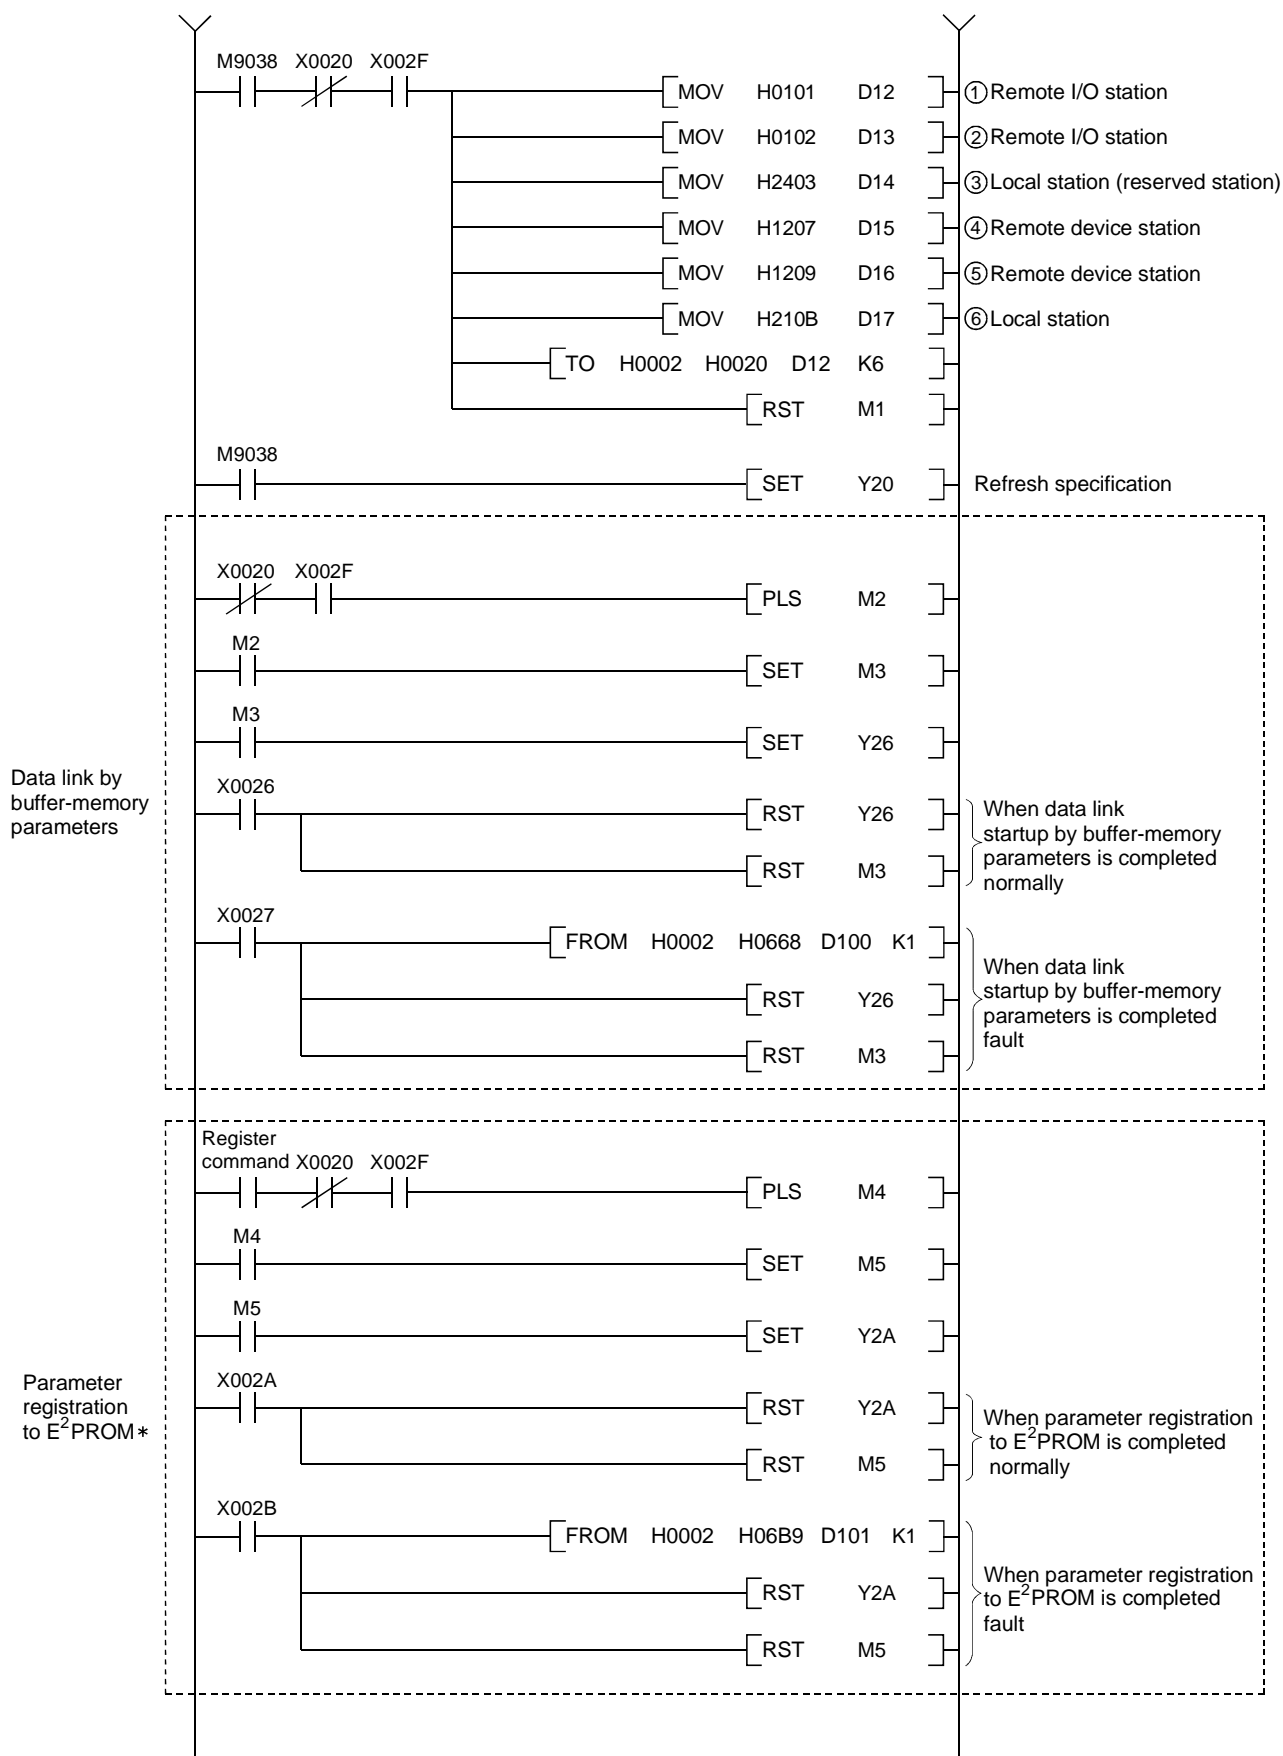 M9038 X0020 X002F
MOV H0101 D12 ①Remote I/O station
MOV H0102 D13 ②Remote I/O station
MOV H2403 D14 ③Local station (reserved station)
MOV H1207 D15 ④Remote device station
MOV H1209 D16 ⑤Remote device station
MOV H210B D17 ⑥Local station
TO H0002 H0020 D12 K6
RST M1
M9038
SET Y20 Refresh specification
Data link by
buffer-memory
parameters
X0020 X002F
PLS M2
M2
SET M3
M3
SET Y26
X0026
RST Y26
RST M3
When data link
startup by buffer-memory
parameters is completed
normally
X0027
FROM H0002 H0668 D100 K1
RST Y26
RST M3
When data link
startup by buffer-memory
parameters is completed
fault
Parameter
registration
to E²PROM*
Register
command X0020 X002F
PLS M4
M4
SET M5
M5
SET Y2A
X002A
RST Y2A
RST M5
When parameter registration
to E²PROM is completed
normally
X002B
FROM H0002 H06B9 D101 K1
RST Y2A
RST M5
When parameter registration
to E²PROM is completed
fault